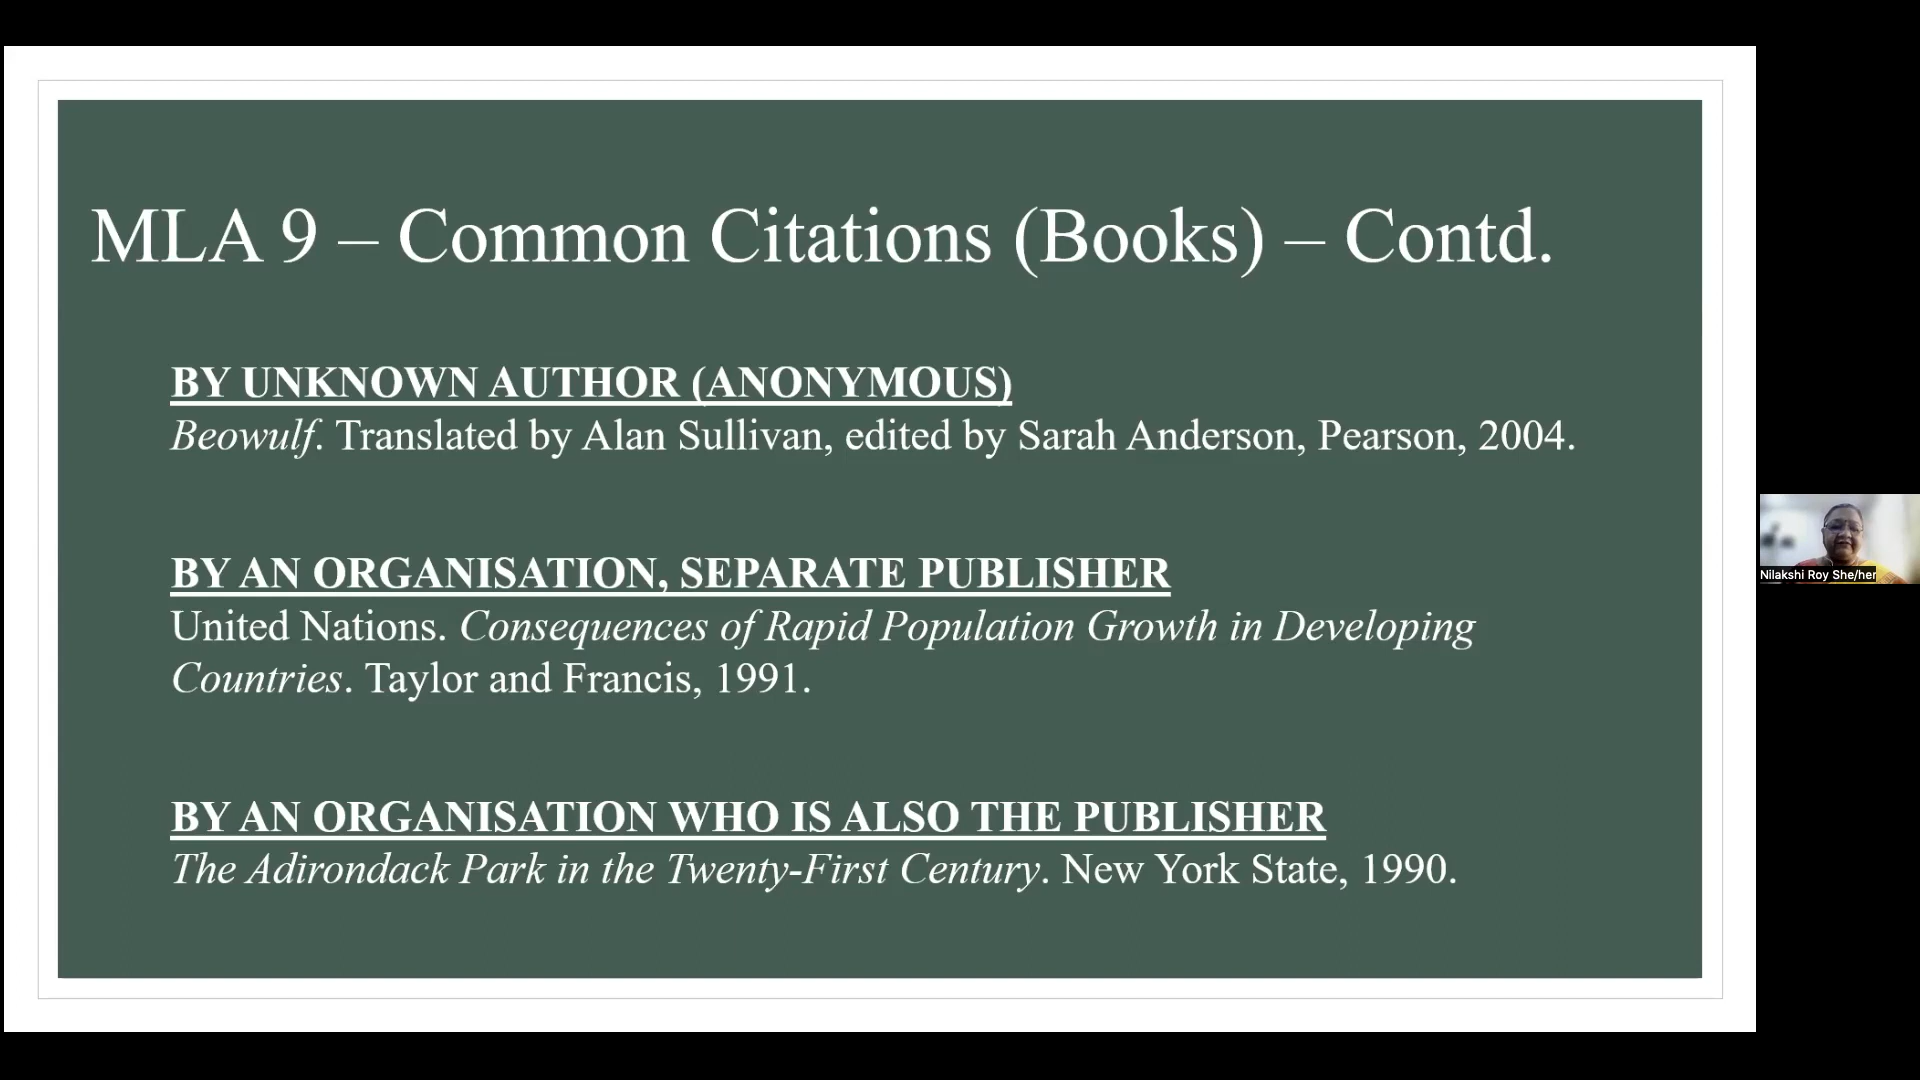 MLA 9 – Common Citations (Books) – Contd.
BY UNKNOWN AUTHOR (ANONYMOUS)
Beowulf. Translated by Alan Sullivan, edited by Sarah Anderson, Pearson, 2004.
BY AN ORGANISATION, SEPARATE PUBLISHER
United Nations. Consequences of Rapid Population Growth in Developing
Countries. Taylor and Francis, 1991.
BY AN ORGANISATION WHO IS ALSO THE PUBLISHER
The Adirondack Park in the Twenty-First Century. New York State, 1990.
Nilakshi Roy She/her